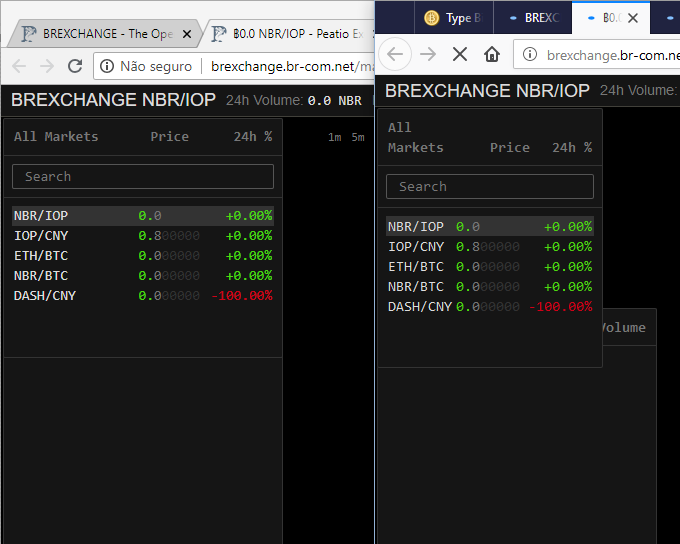 BREXCHANGE - The Ope
฿0.0 NBR/IOP - Peatio Ex
Não seguro
brexchange.br-com.net/ma
BREXCHANGE NBR/IOP
24h Volume: 0.0 NBR
All Markets Price 24h %
1m 5m
Search
NBR/IOP 0.0 +0.00%
IOP/CNY 0.800000 +0.00%
ETH/BTC 0.000000 +0.00%
NBR/BTC 0.000000 +0.00%
DASH/CNY 0.000000 -100.00%
Type B
BREXC
฿0.
brexchange.br-com.ne
BREXCHANGE NBR/IOP
24h Volume:
All
Markets Price 24h %
Search
NBR/IOP 0.0 +0.00%
IOP/CNY 0.800000 +0.00%
ETH/BTC 0.000000 +0.00%
NBR/BTC 0.000000 +0.00%
DASH/CNY 0.000000 -100.00%
Volume